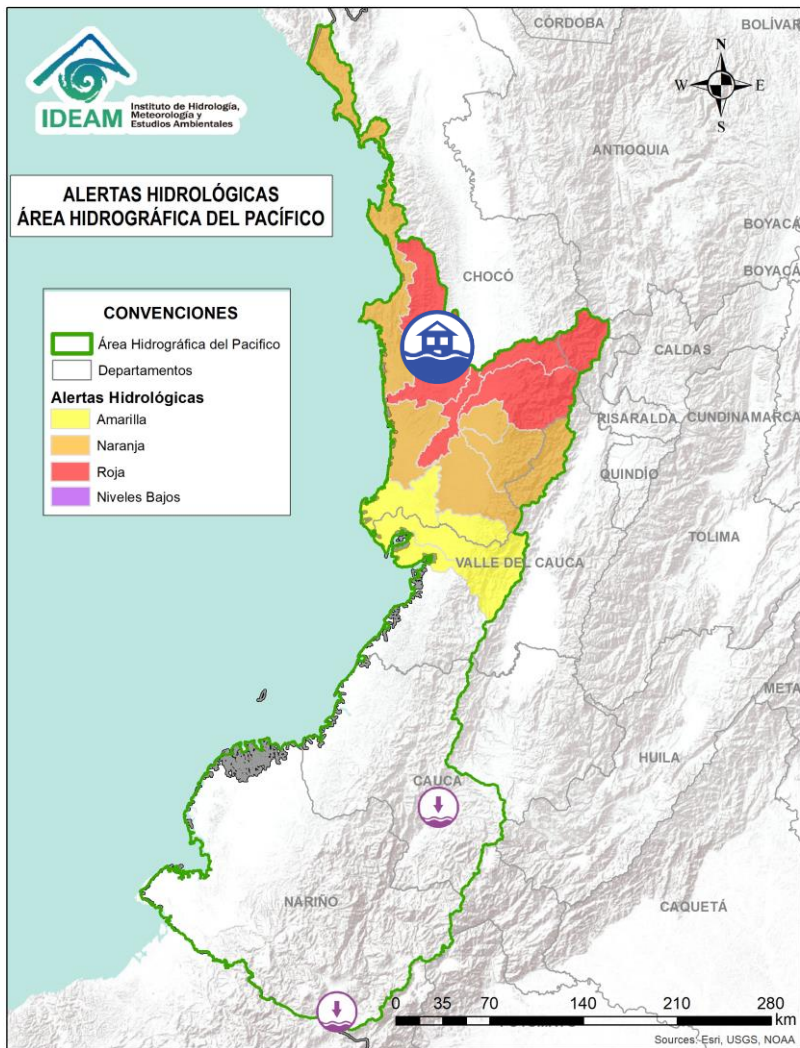 CÓRDOBA
BOLÍVAR
IDEAM
Instituto de Hidrología,
Meteorología y
Estudios Ambientales
N
W
E
S
ANTIOQUIA
ALERTAS HIDROLÓGICAS
ÁREA HIDROGRÁFICA DEL PACÍFICO
BOYACÁ
CHOCÓ
BOYACÁ
CONVENCIONES
Área Hidrográfica del Pacifico
Departamentos
Alertas Hidrológicas
Amarilla
Naranja
Roja
Niveles Bajos
CALDAS
RISARALDA
CUNDINAMARCA
QUINDÍO
TOLIMA
VALLE DEL CAUCA
META
HUILA
CAUCA
NARIÑO
CAQUETÁ
0 35 70 140 210 280
km
Sources: Esri, USGS, NOAA